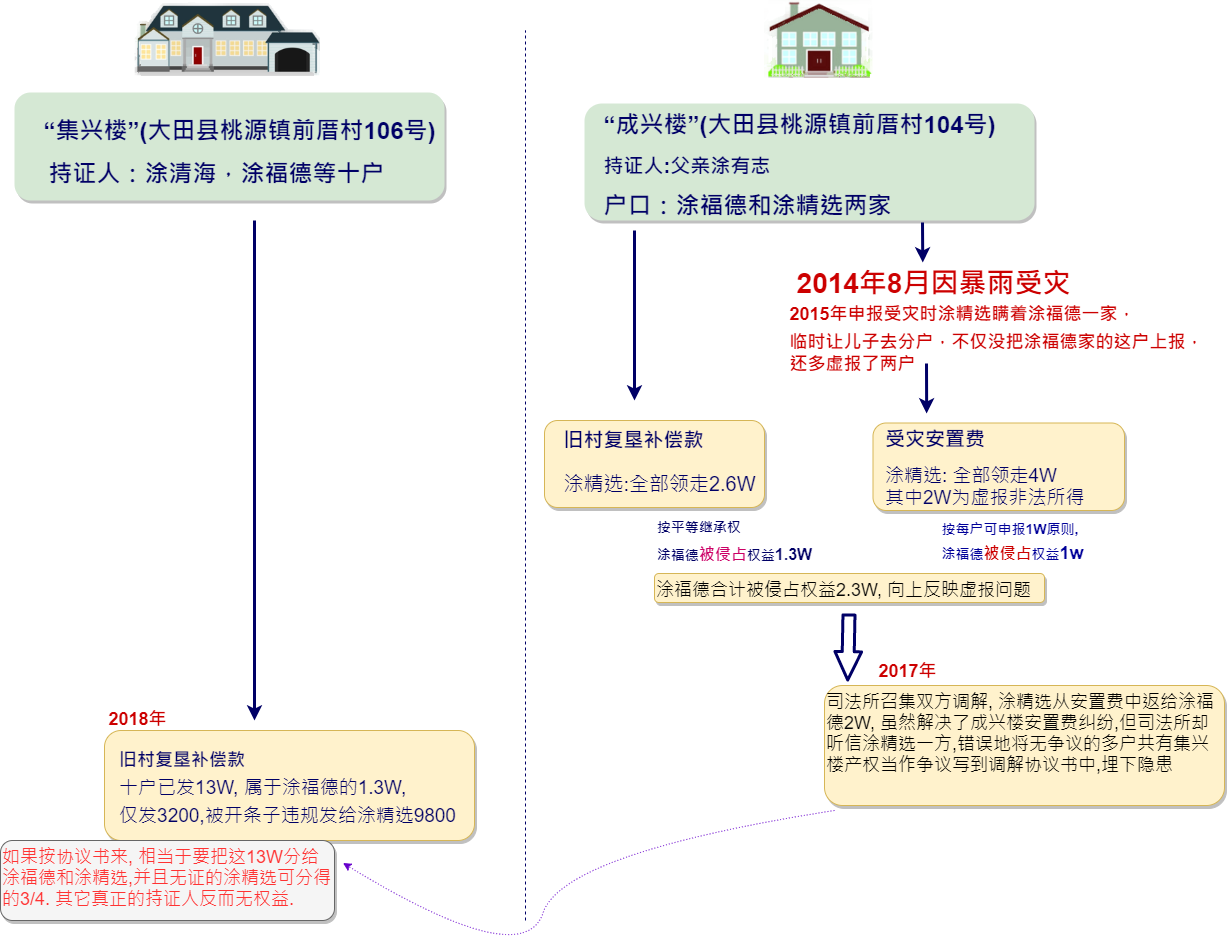 “集兴楼”(大田县桃源镇前厝村106号)
持证人：涂清海，涂福德等十户
“成兴楼”(大田县桃源镇前厝村104号)
持证人:父亲涂有志
户口：涂福德和涂精选两家
2014年8月因暴雨受灾
2015年申报受灾时涂精选瞒着涂福德一家，
临时让儿子去分户，不仅没把涂福德家的这户上报，
还多虚报了两户
旧村复垦补偿款
涂精选:全部领走2.6W
受灾安置费
涂精选: 全部领走4W
其中2W为虚报非法所得
按平等继承权
涂福德被侵占权益1.3W
按每户可申报1W原则,
涂福德被侵占权益1w
涂福德合计被侵占权益2.3W, 向上反映虚报问题
2017年
司法所召集双方调解, 涂精选从安置费中返给涂福
德2W, 虽然解决了成兴楼安置费纠纷,但司法所却
听信涂精选一方,错误地将无争议的多户共有集兴
楼产权当作争议写到调解协议书中,埋下隐患
2018年
旧村复垦补偿款
十户已发13W, 属于涂福德的1.3W,
仅发3200,被开条子违规发给涂精选9800
如果按协议书来, 相当于要把这13W分给
涂福德和涂精选,并且无证的涂精选可分得
的3/4. 其它真正的持证人反而无权益.